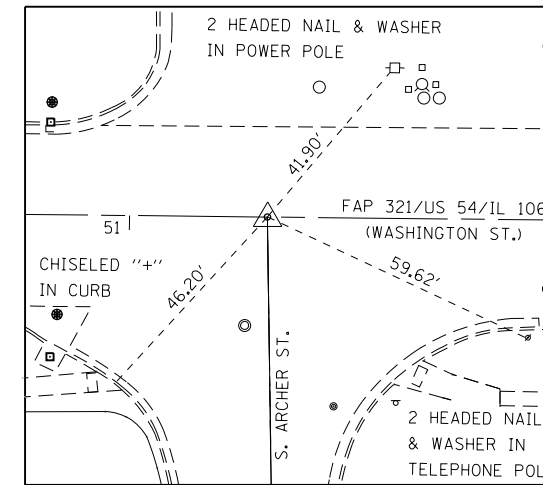 2 HEADED NAIL & WASHER
IN POWER POLE
41.90'
FAP 321/US 54/IL 106
(WASHINGTON ST.)
51
CHISELED "+"
IN CURB
46.20'
59.62'
S. ARCHER ST.
2 HEADED NAIL
& WASHER IN
TELEPHONE POL